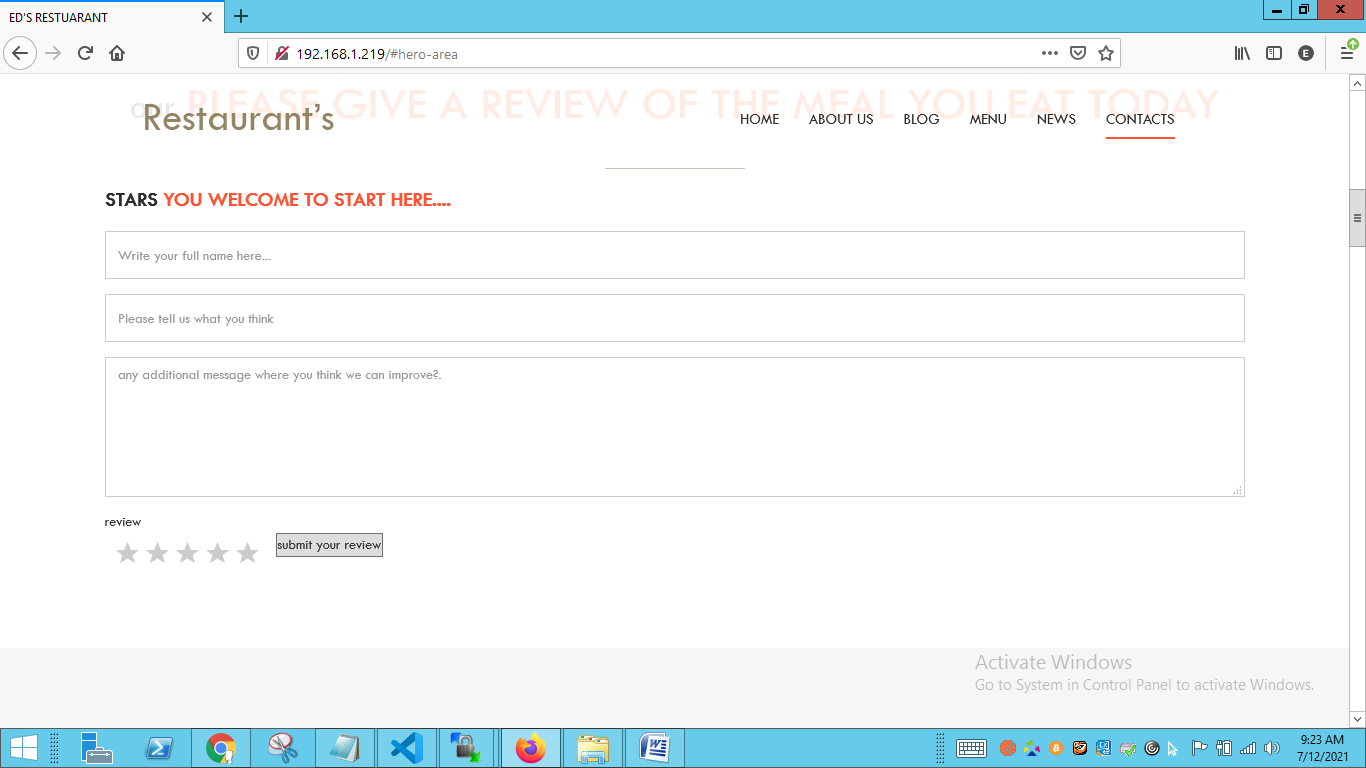 ED'S RESTUARANT
192.168.1.219/#hero-area
E
our PLEASE GIVE A REVIEW OF THE MEAL YOU EAT TODAY
Restaurant's
HOME ABOUT US BLOG MENU NEWS CONTACTS
STARS YOU WELCOME TO START HERE....
Write your full name here...
Please tell us what you think
any additional message where you think we can improve?.
review
submit your review
Activate Windows
Go to System in Control Panel to activate Windows.
9:23 AM
7/12/2021